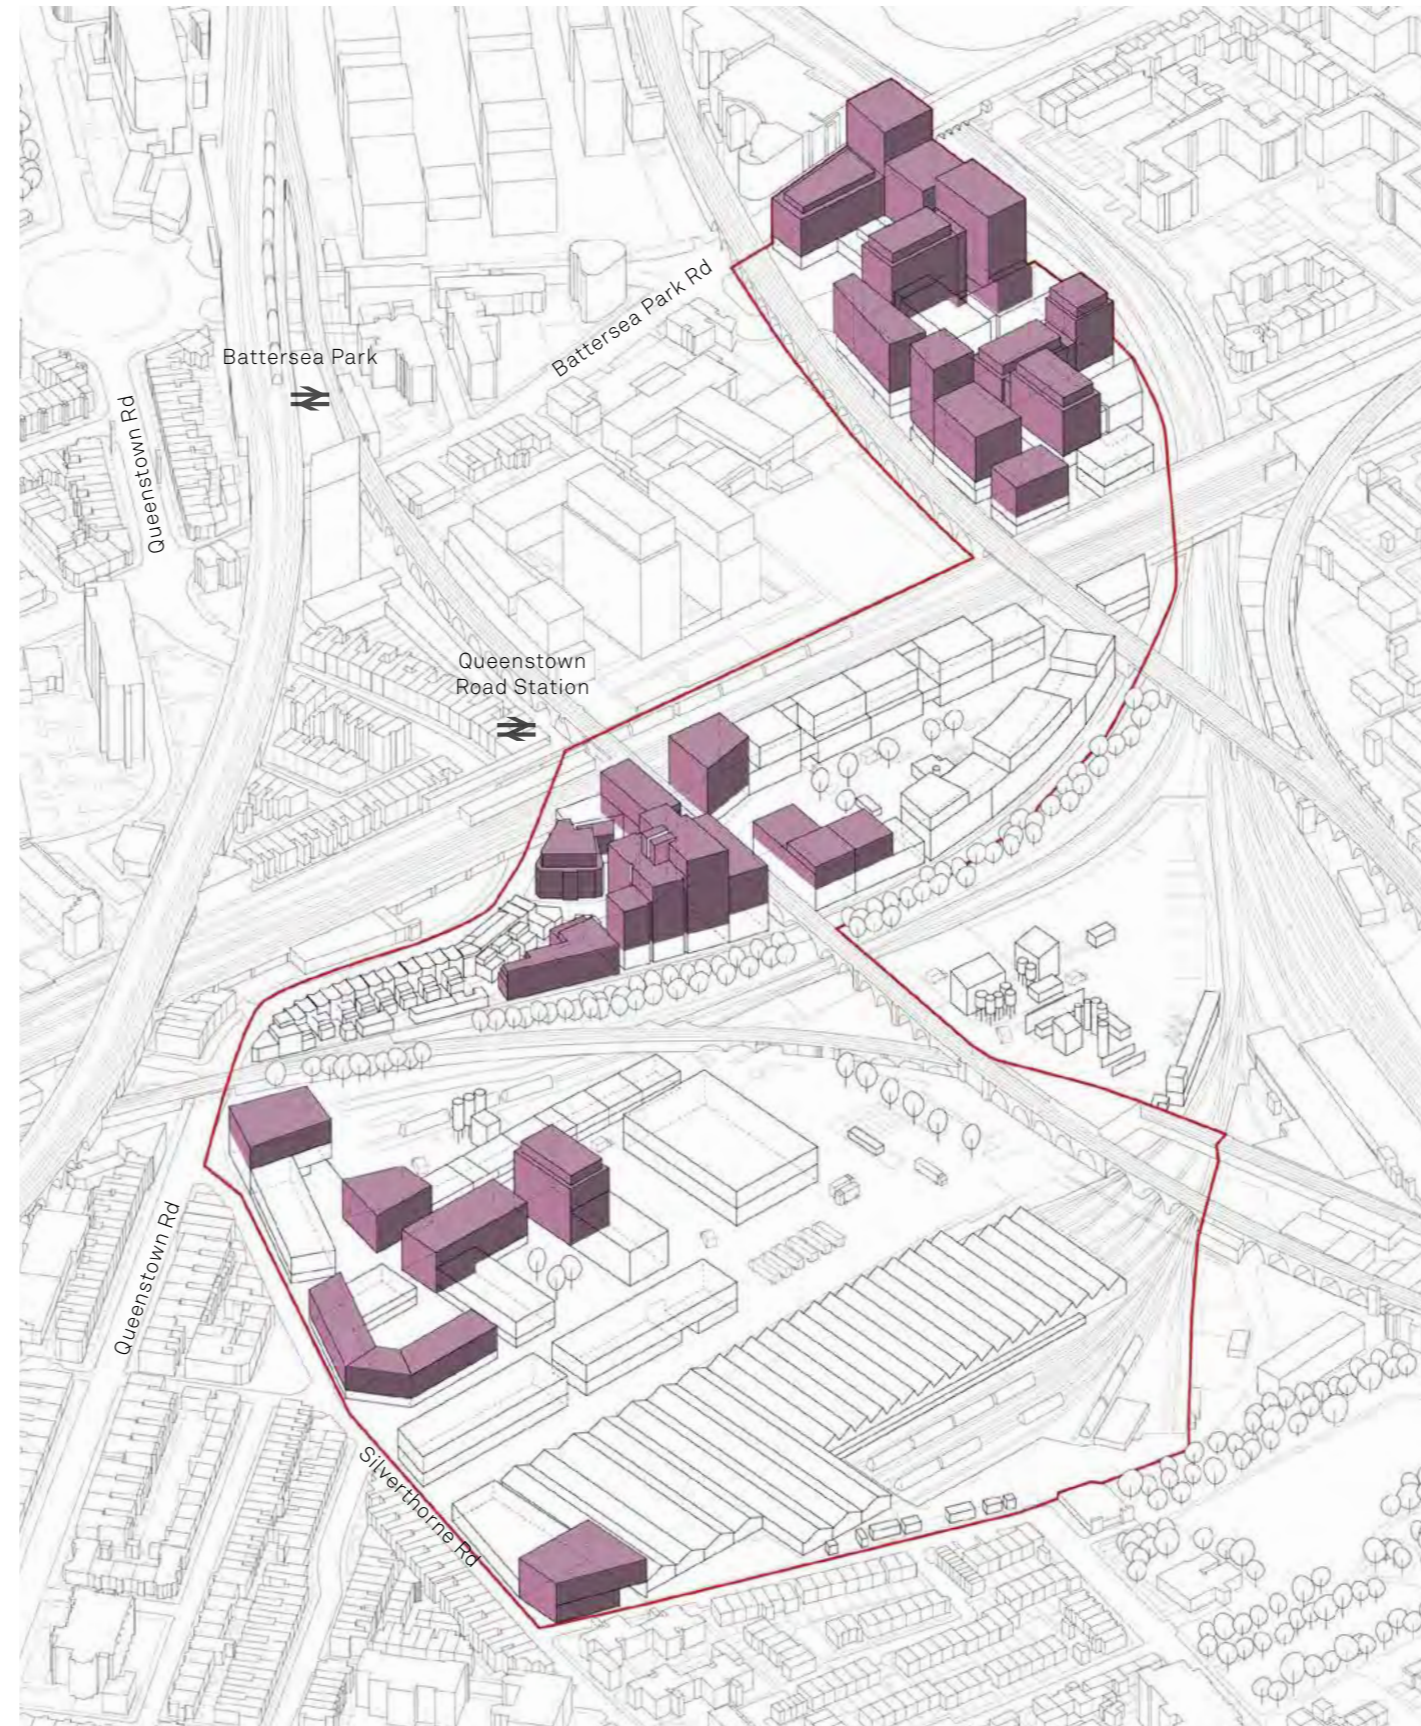 Battersea Park Rd
Battersea Park
Queenstown Rd
Queenstown
Road Station
Queenstown Rd
Silverthorne Rd